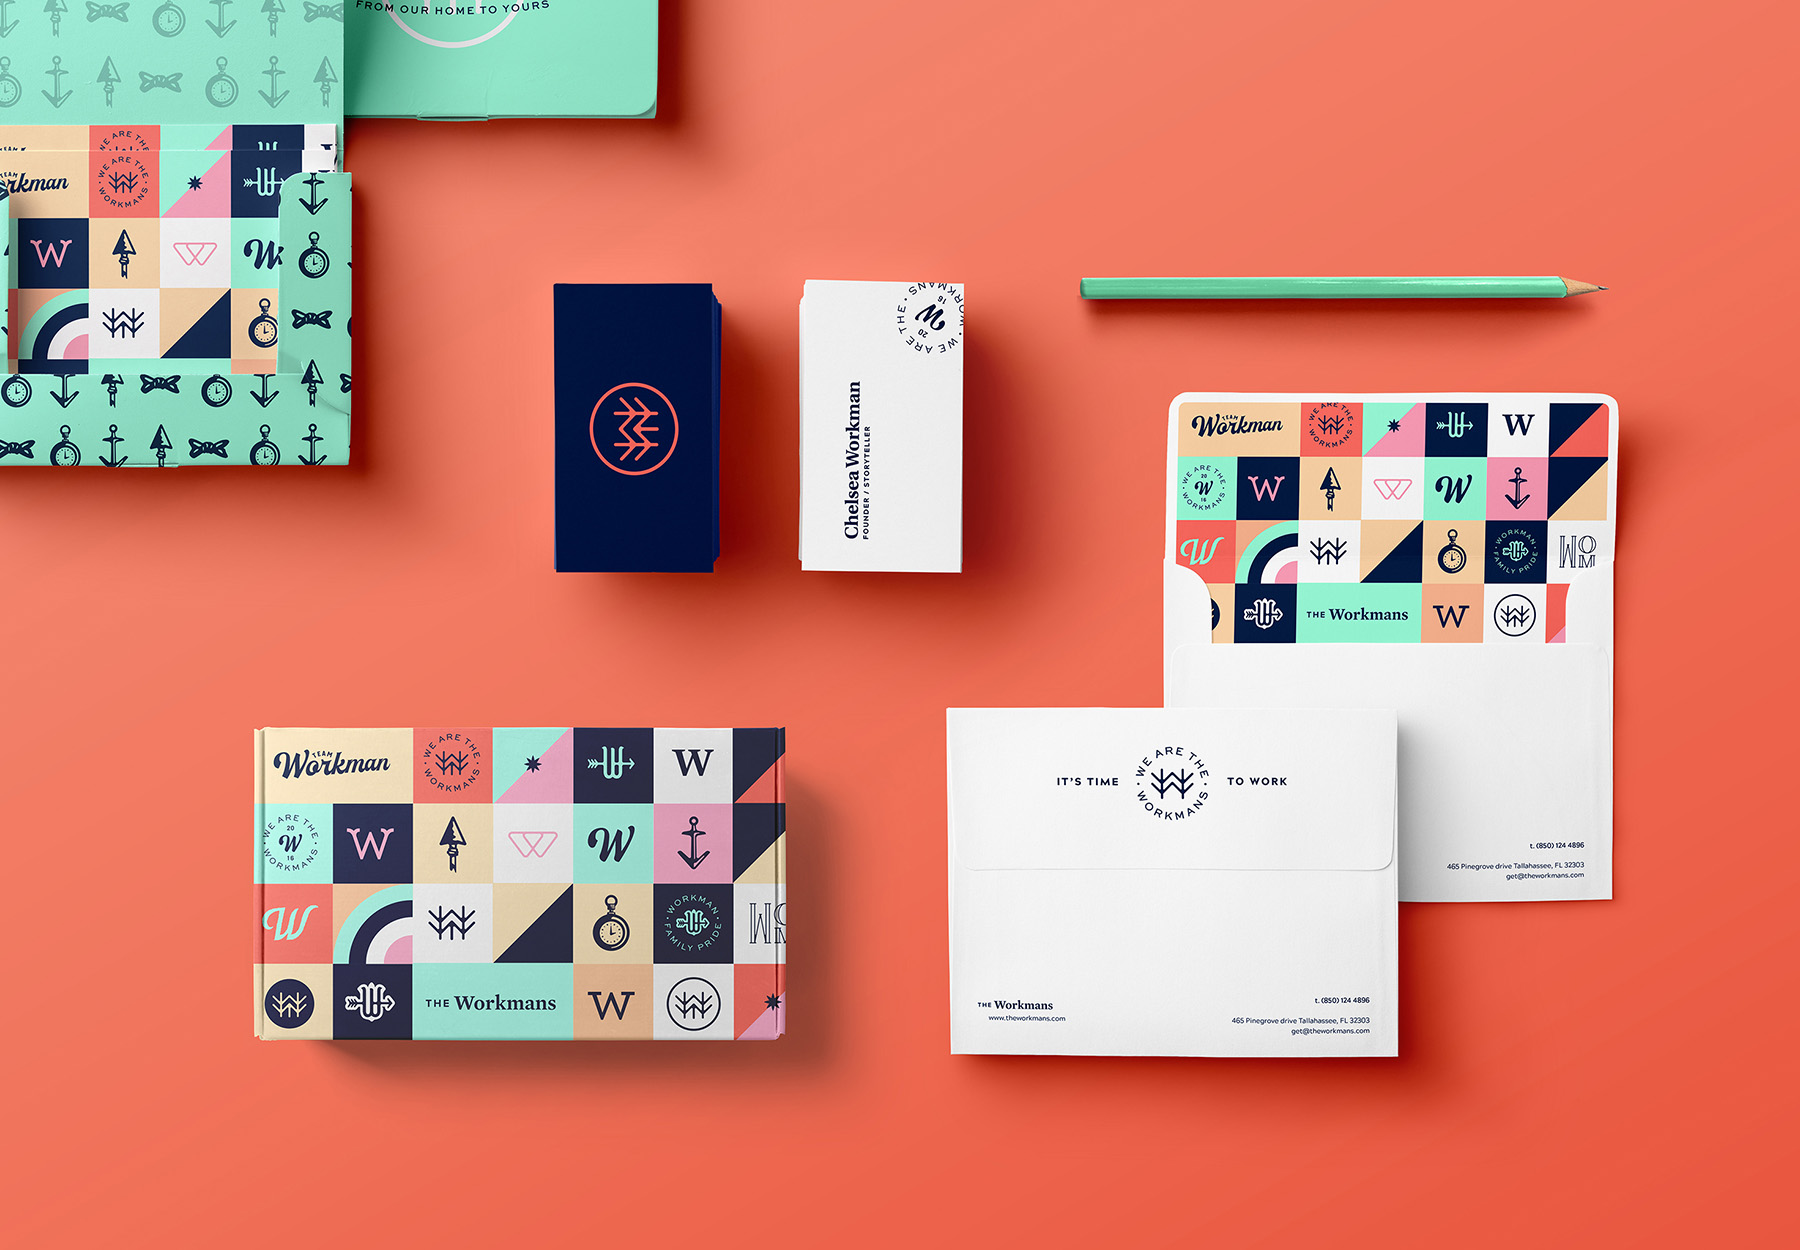 FROM OUR HOME TO YOURS
WE ARE THE
TEAM
Workman
WE ARE THE WORKMANS
W
W
W
W
W
WE ARE THE WORKMANS
20 W 16
Chelsea Workman
FOUNDER / STORYTELLER
TEAM
Workman
WE ARE THE WORKMANS
W
W
W
WE ARE THE WORKMANS
20 W 16
W
W
W
W
W
WORKMAN FAMILY PRIDE
W
WOM
W
THE Workmans
W
W
t. (850) 124 4896
465 Pinegrove drive Tallahassee, FL 32303
get@theworkmans.com
TEAM
Workman
WE ARE THE WORKMANS
W
W
W
WE ARE THE WORKMANS
20 W 16
W
W
W
W
W
WORKMAN FAMILY PRIDE
W
W
W
THE Workmans
W
W
IT'S TIME
WE ARE THE WORKMANS
W
TO WORK
THE Workmans
www.theworkmans.com
t. (850) 124 4896
465 Pinegrove drive Tallahassee, FL 32303
get@theworkmans.com